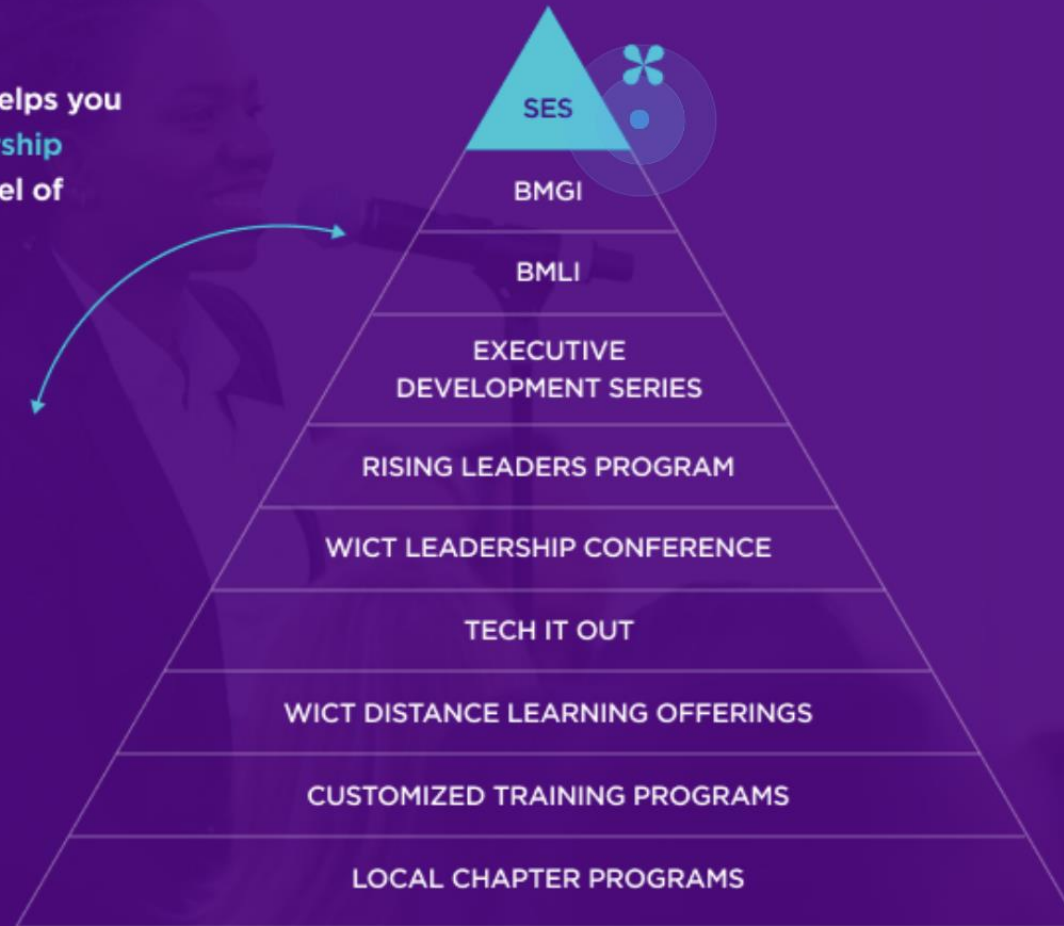 elps you
ship
el of
SES
BMGI
BMLI
EXECUTIVE
DEVELOPMENT SERIES
RISING LEADERS PROGRAM
WICT LEADERSHIP CONFERENCE
TECH IT OUT
WICT DISTANCE LEARNING OFFERINGS
CUSTOMIZED TRAINING PROGRAMS
LOCAL CHAPTER PROGRAMS